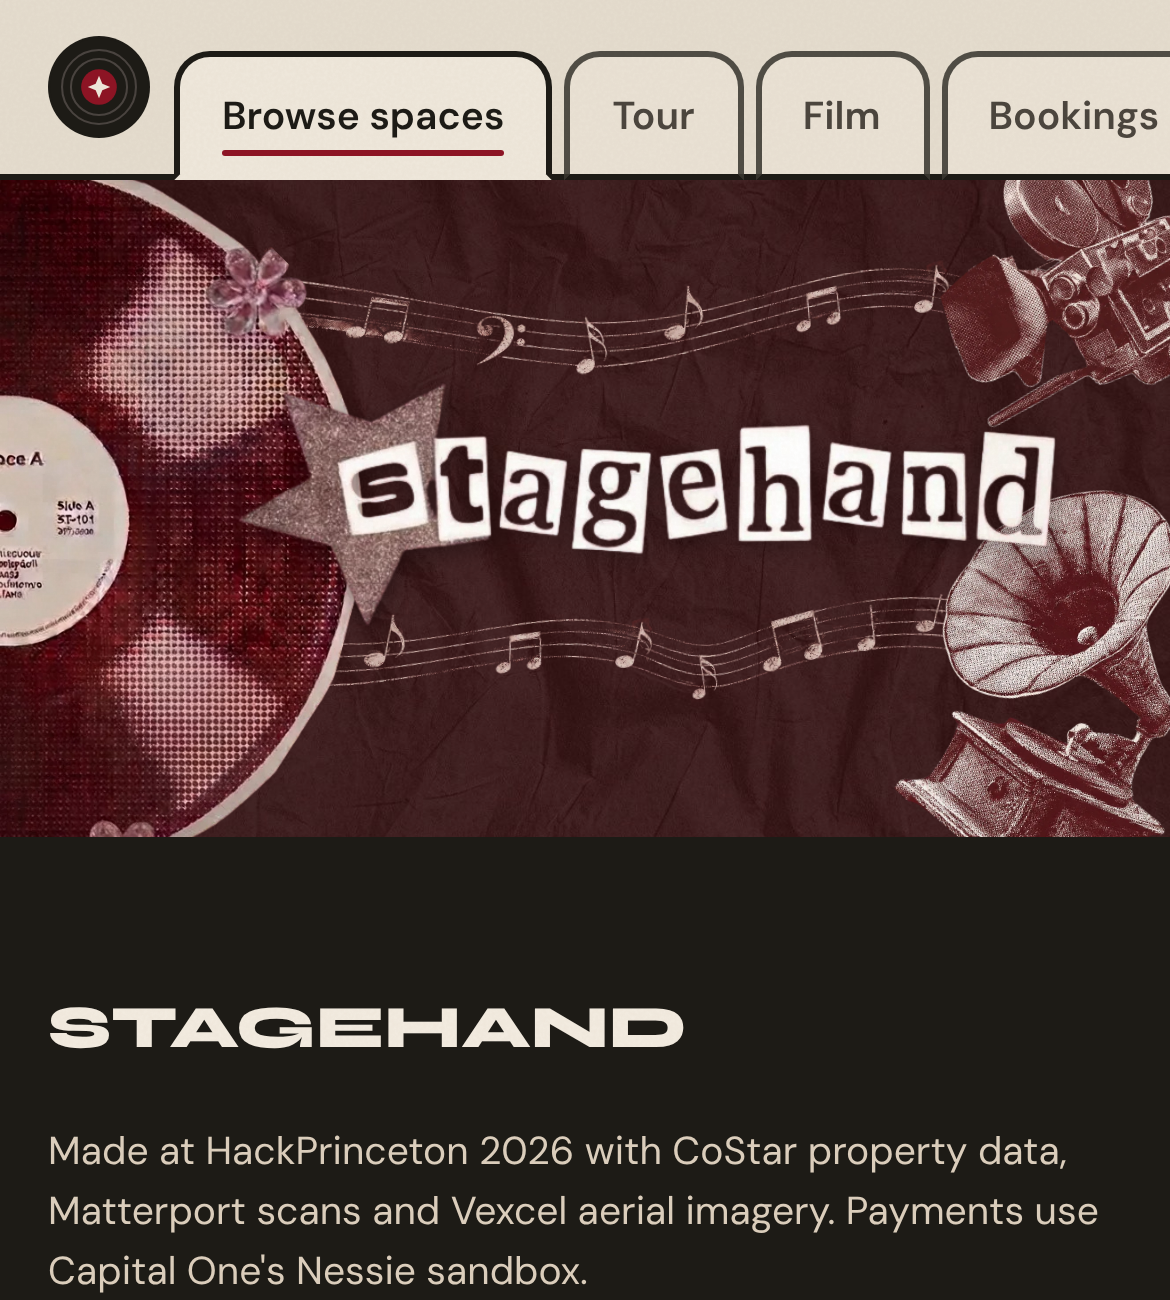 Browse spaces
Tour
Film
Bookings
Side A
stagehand
STAGEHAND
Made at HackPrinceton 2026 with CoStar property data,
Matterport scans and Vexcel aerial imagery. Payments use
Capital One's Nessie sandbox.